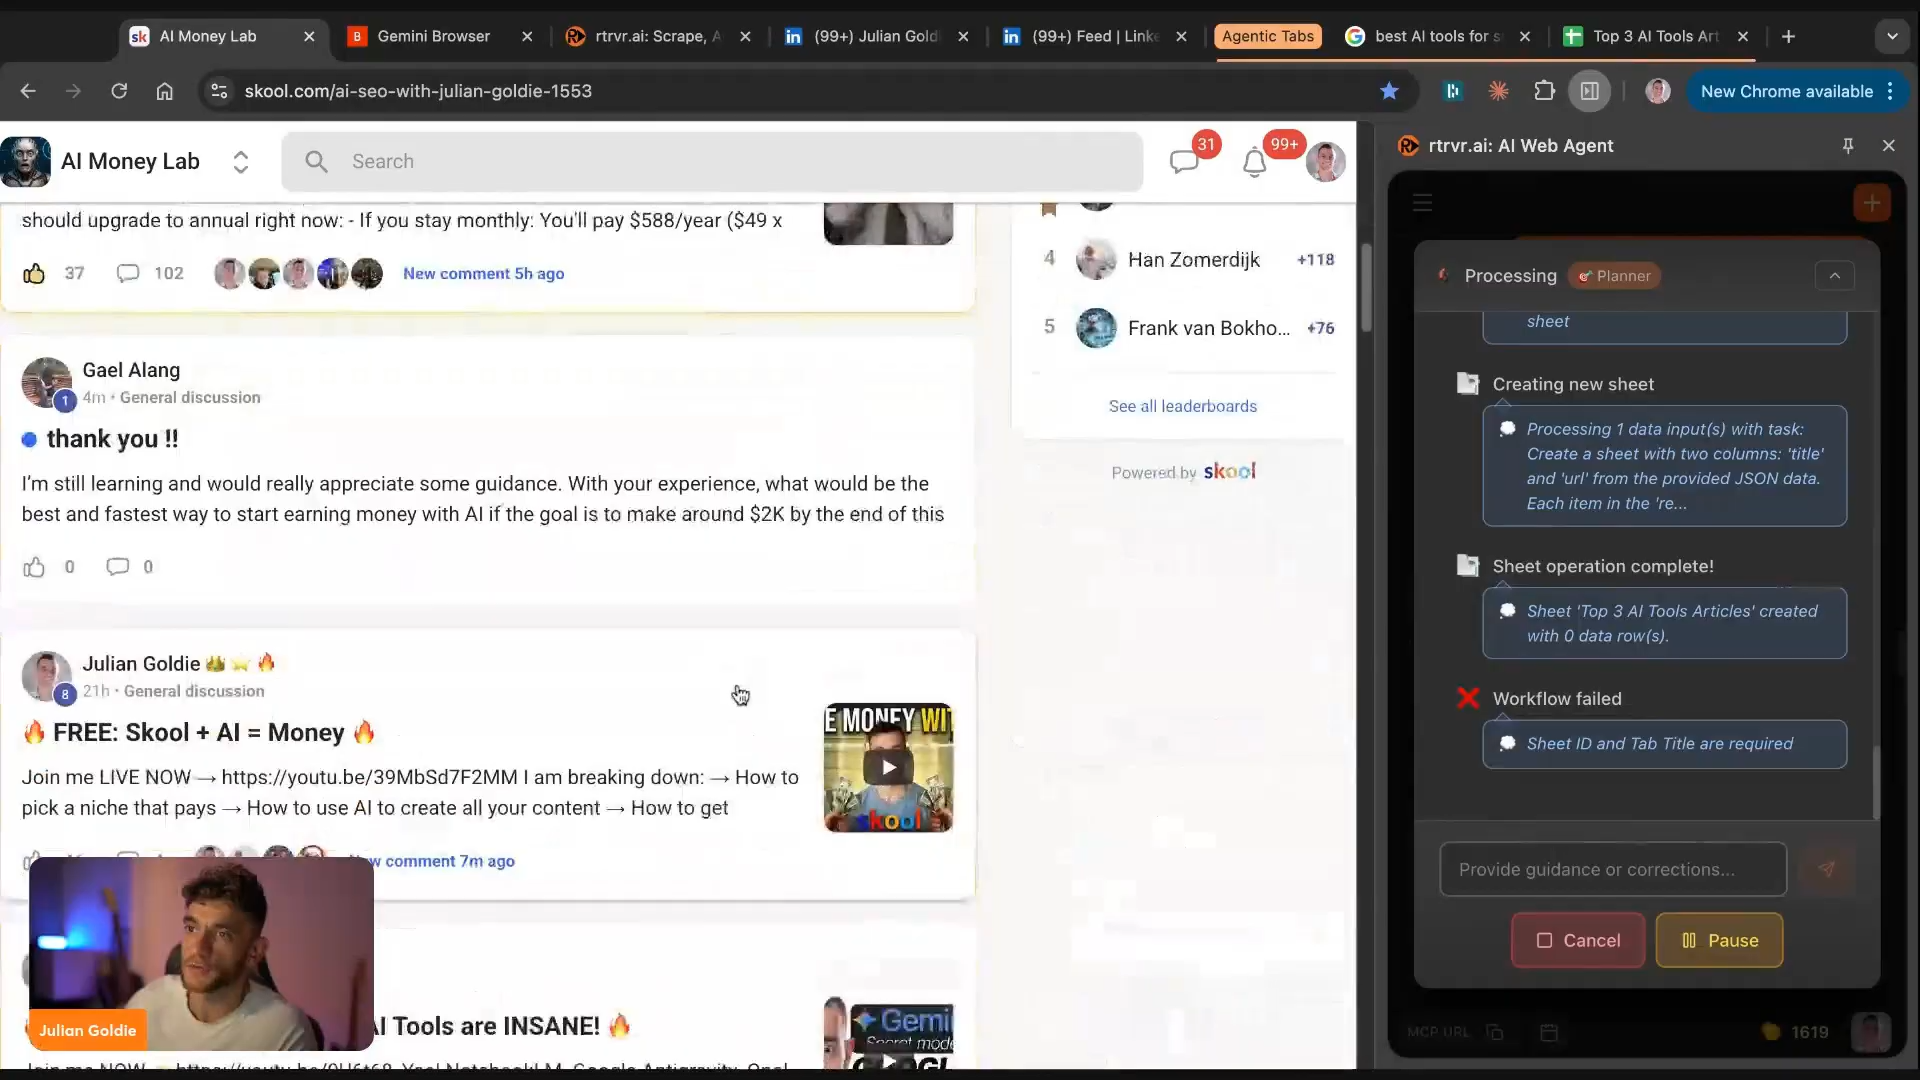 AI Money Lab
Gemini Browser
rtrvr.ai: Scrape, A
(99+) Julian Gold
(99+) Feed | Linke
Agentic Tabs
best AI tools for s
Top 3 AI Tools Art
skool.com/ai-seo-with-julian-goldie-1553
New Chrome available
AI Money Lab
Search
31
99+
should upgrade to annual right now: - If you stay monthly: You'll pay $588/year ($49 x
37
102
New comment 5h ago
Gael Alang
1
4m • General discussion
thank you !!
I'm still learning and would really appreciate some guidance. With your experience, what would be the
best and fastest way to start earning money with AI if the goal is to make around $2K by the end of this
0
0
Julian Goldie
8
21h • General discussion
🔥 FREE: Skool + AI = Money 🔥
Join me LIVE NOW → https://youtu.be/39MbSd7F2MM I am breaking down: → How to
pick a niche that pays → How to use AI to create all your content → How to get
E MONEY WI
skool
w comment 7m ago
AI Tools are INSANE! 🔥
Gemi
Secret mode
Julian Goldie
4
Han Zomerdijk
+118
5
Frank van Bokho...
+76
See all leaderboards
Powered by skool
rtrvr.ai: AI Web Agent
Processing
Planner
sheet
Creating new sheet
Processing 1 data input(s) with task:
Create a sheet with two columns: 'title'
and 'url' from the provided JSON data.
Each item in the 're...
Sheet operation complete!
Sheet 'Top 3 AI Tools Articles' created
with 0 data row(s).
Workflow failed
Sheet ID and Tab Title are required
Provide guidance or corrections...
Cancel
Pause
MCP URL
1619